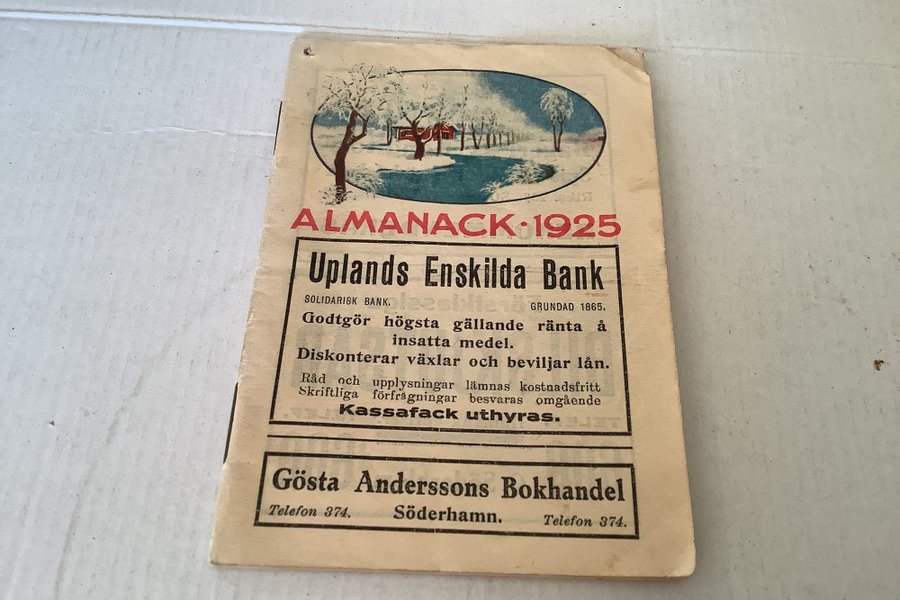 ALMANACK · 1925
Uplands Enskilda Bank
SOLIDARISK BANK. GRUNDAD 1865.
Godtgör högsta gällande ränta å
insatta medel.
Diskonterar växlar och beviljar lån.
Råd och upplysningar lämnas kostnadsfritt
Skriftliga förfrågningar besvaras omgående
Kassafack uthyras.
Gösta Anderssons Bokhandel
Telefon 374. Söderhamn. Telefon 374.